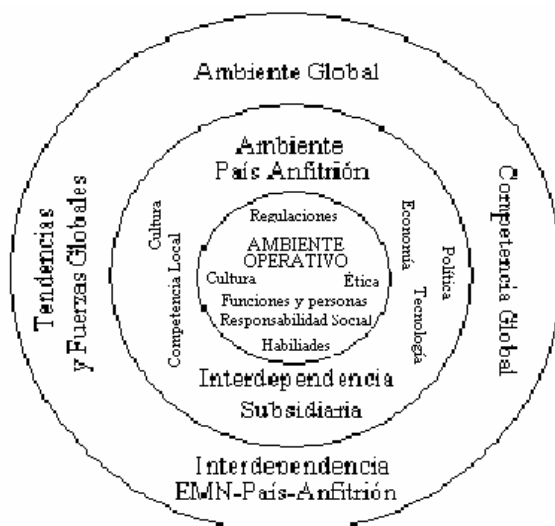 Ambiente Global
Tendencias
y Fuerzas Globales
Competencia Global
Ambiente
País Anfitrión
Cultura
Competencia Local
Economía
Política
Tecnología
Regulaciones
AMBIENTE
OPERATIVO
Cultura
Ética
Funciones y personas
Responsabilidad Social
Habiliades
Interdependencia
Subsidiaria
Interdependencia
EMN-País-Anfitrión